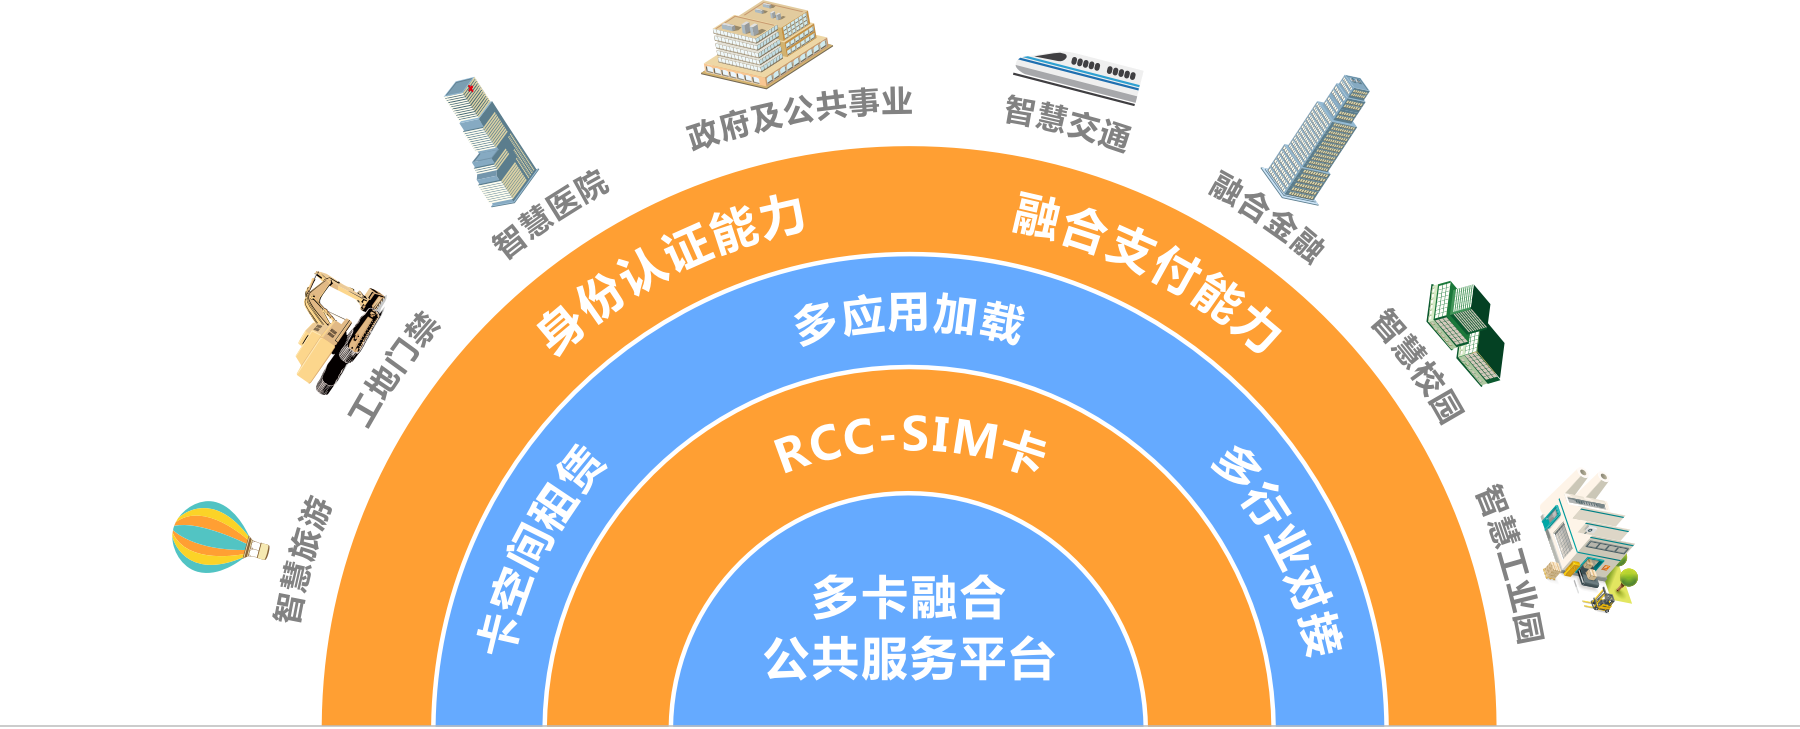 智慧旅游
工地门禁
智慧医院
政府及公共事业
智慧交通
融合金融
智慧校园
智慧工业园
身份认证能力
融合支付能力
卡空间租赁
多应用加载
多行业对接
RCC-SIM卡
多卡融合
公共服务平台